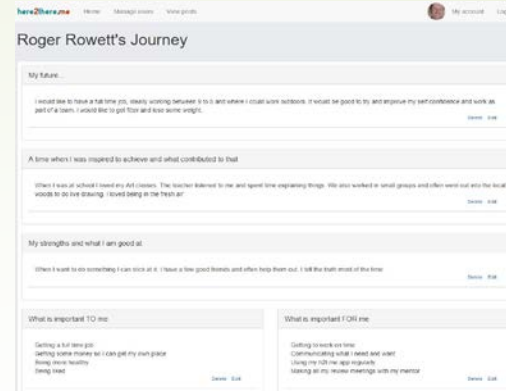 here2there.me Home Manage views View posts My account
Roger Rowett's Journey
My future...
I would like to have a full time job, ideally working between 9 to 5 and where I could work outdoors. It would be good to try and improve my self confidence and work as
part of a team. I would like to get fitter and lose some weight.
Delete Edit
A time when I was inspired to achieve and what contributed to that
When I was at school I loved my Art classes. The teacher listened to me and spent time explaining things. We also worked in small groups and often went out into the local
woods to do live drawing. I loved being in the fresh air
Delete Edit
My strengths and what I am good at
When I want to do something I can stick at it. I have a few good friends and often help them out. I tell the truth most of the time
Delete Edit
What is important TO me
What is important FOR me
Getting a full time job
Getting some money so I can get my own place
Being more healthy
Being liked
Delete Edit
Getting to work on time
Communicating what I need and want
Using my h2t me app regularly
Making all my review meetings with my mentor
Delete Edit